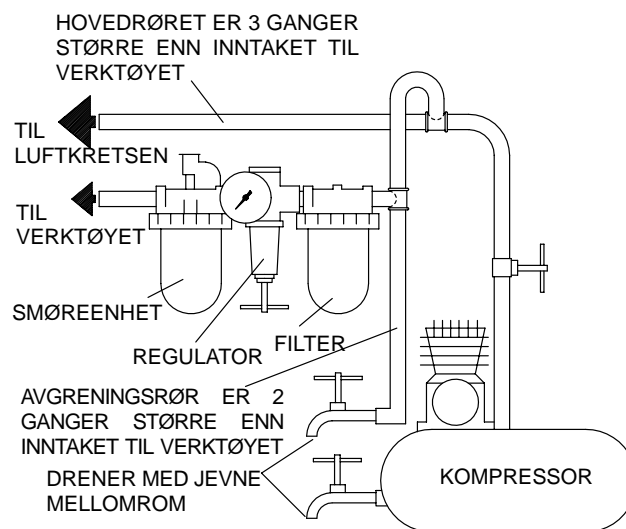 HOVEDRØRET ER 3 GANGER
STØRRE ENN INNTAKET TIL
VERKTØYET
TIL
LUFTKRETSEN
TIL
VERKTØYET
SMØREENHET
REGULATOR
FILTER
AVGRENINGSRØR ER 2
GANGER STØRRE ENN
INNTAKET TIL VERKTØYET
DRENER MED JEVNE
MELLOMROM
KOMPRESSOR